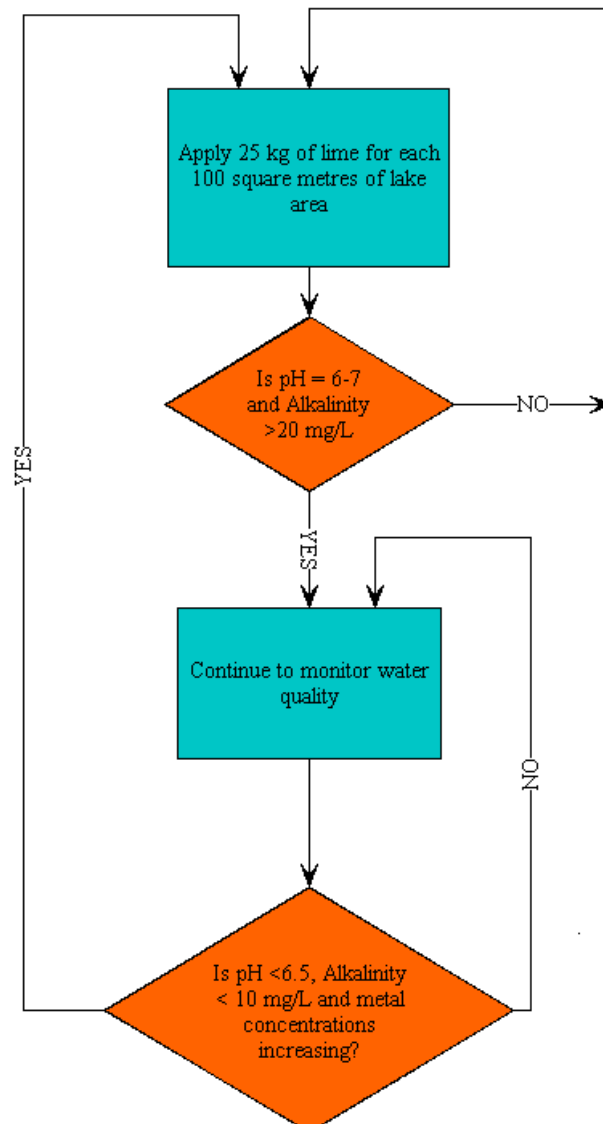 Apply 25 kg of lime for each
100 square metres of lake
area
Is pH = 6-7
and Alkalinity
>20 mg/L
NO
YES
YES
Continue to monitor water
quality
NO
Is pH <6.5, Alkalinity
< 10 mg/L and metal
concentrations
increasing?